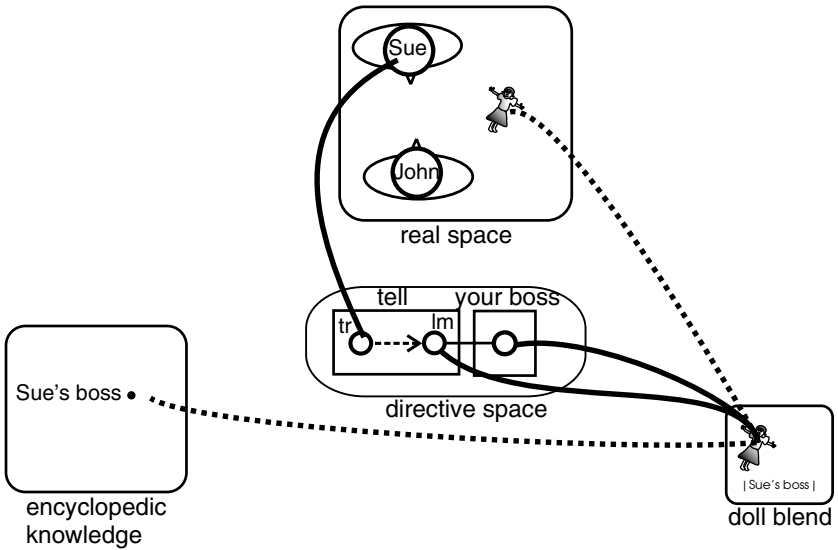 Sue
John
real space
tell
your boss
tr
lm
directive space
Sue's boss
encyclopedic
knowledge
|Sue's boss|
doll blend